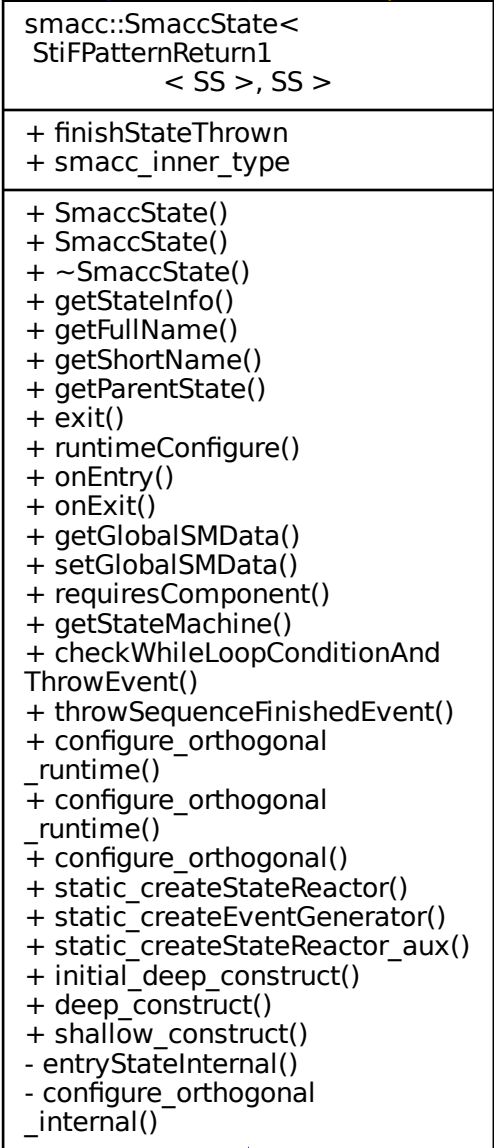 smacc::SmaccState<
StiFPatternReturn1
< SS >, SS >
+ finishStateThrown
+ smacc_inner_type
+ SmaccState()
+ SmaccState()
+ ~SmaccState()
+ getStateInfo()
+ getFullName()
+ getShortName()
+ getParentState()
+ exit()
+ runtimeConfigure()
+ onEntry()
+ onExit()
+ getGlobalSMData()
+ setGlobalSMData()
+ requiresComponent()
+ getStateMachine()
+ checkWhileLoopConditionAnd
ThrowEvent()
+ throwSequenceFinishedEvent()
+ configure_orthogonal
_runtime()
+ configure_orthogonal
_runtime()
+ configure_orthogonal()
+ static_createStateReactor()
+ static_createEventGenerator()
+ static_createStateReactor_aux()
+ initial_deep_construct()
+ deep_construct()
+ shallow_construct()
- entryStateInternal()
- configure_orthogonal
_internal()